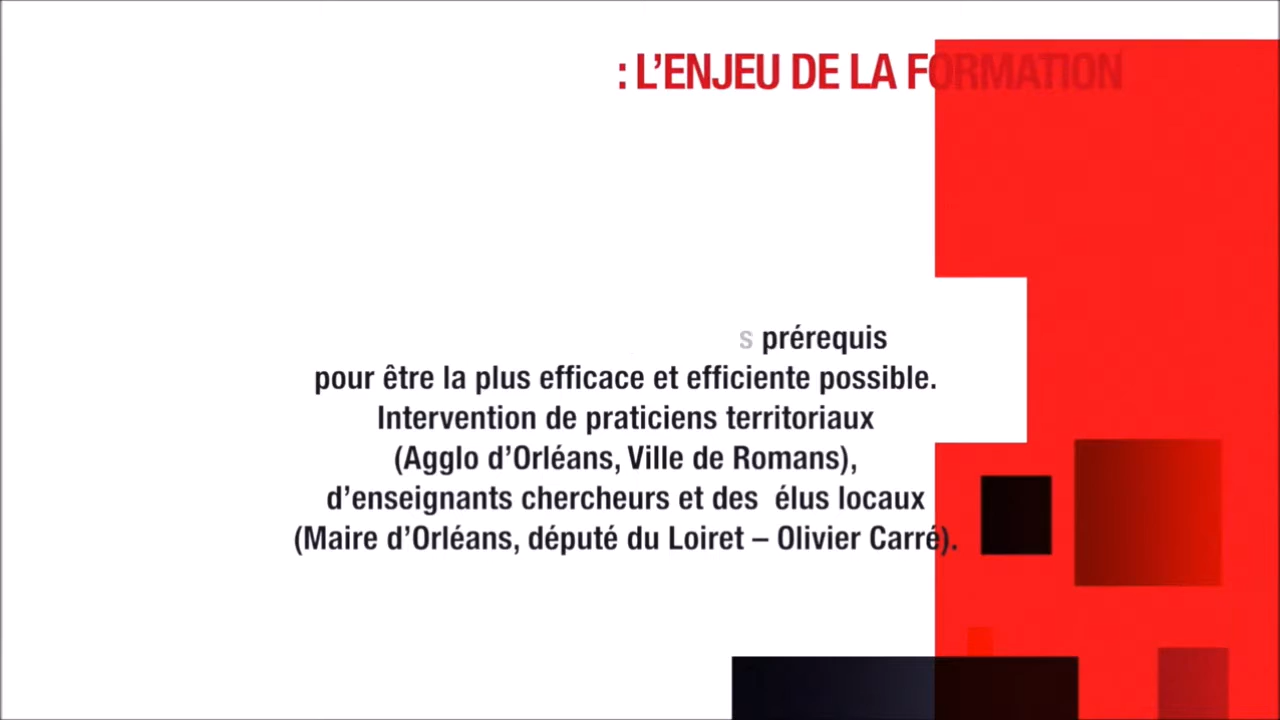 : L’ENJEU DE LA FORMATION
s prérequis
pour être la plus efficace et efficiente possible.
Intervention de praticiens territoriaux
(Agglo d’Orléans, Ville de Romans),
d’enseignants chercheurs et des  élus locaux
(Maire d’Orléans, député du Loiret – Olivier Carré).